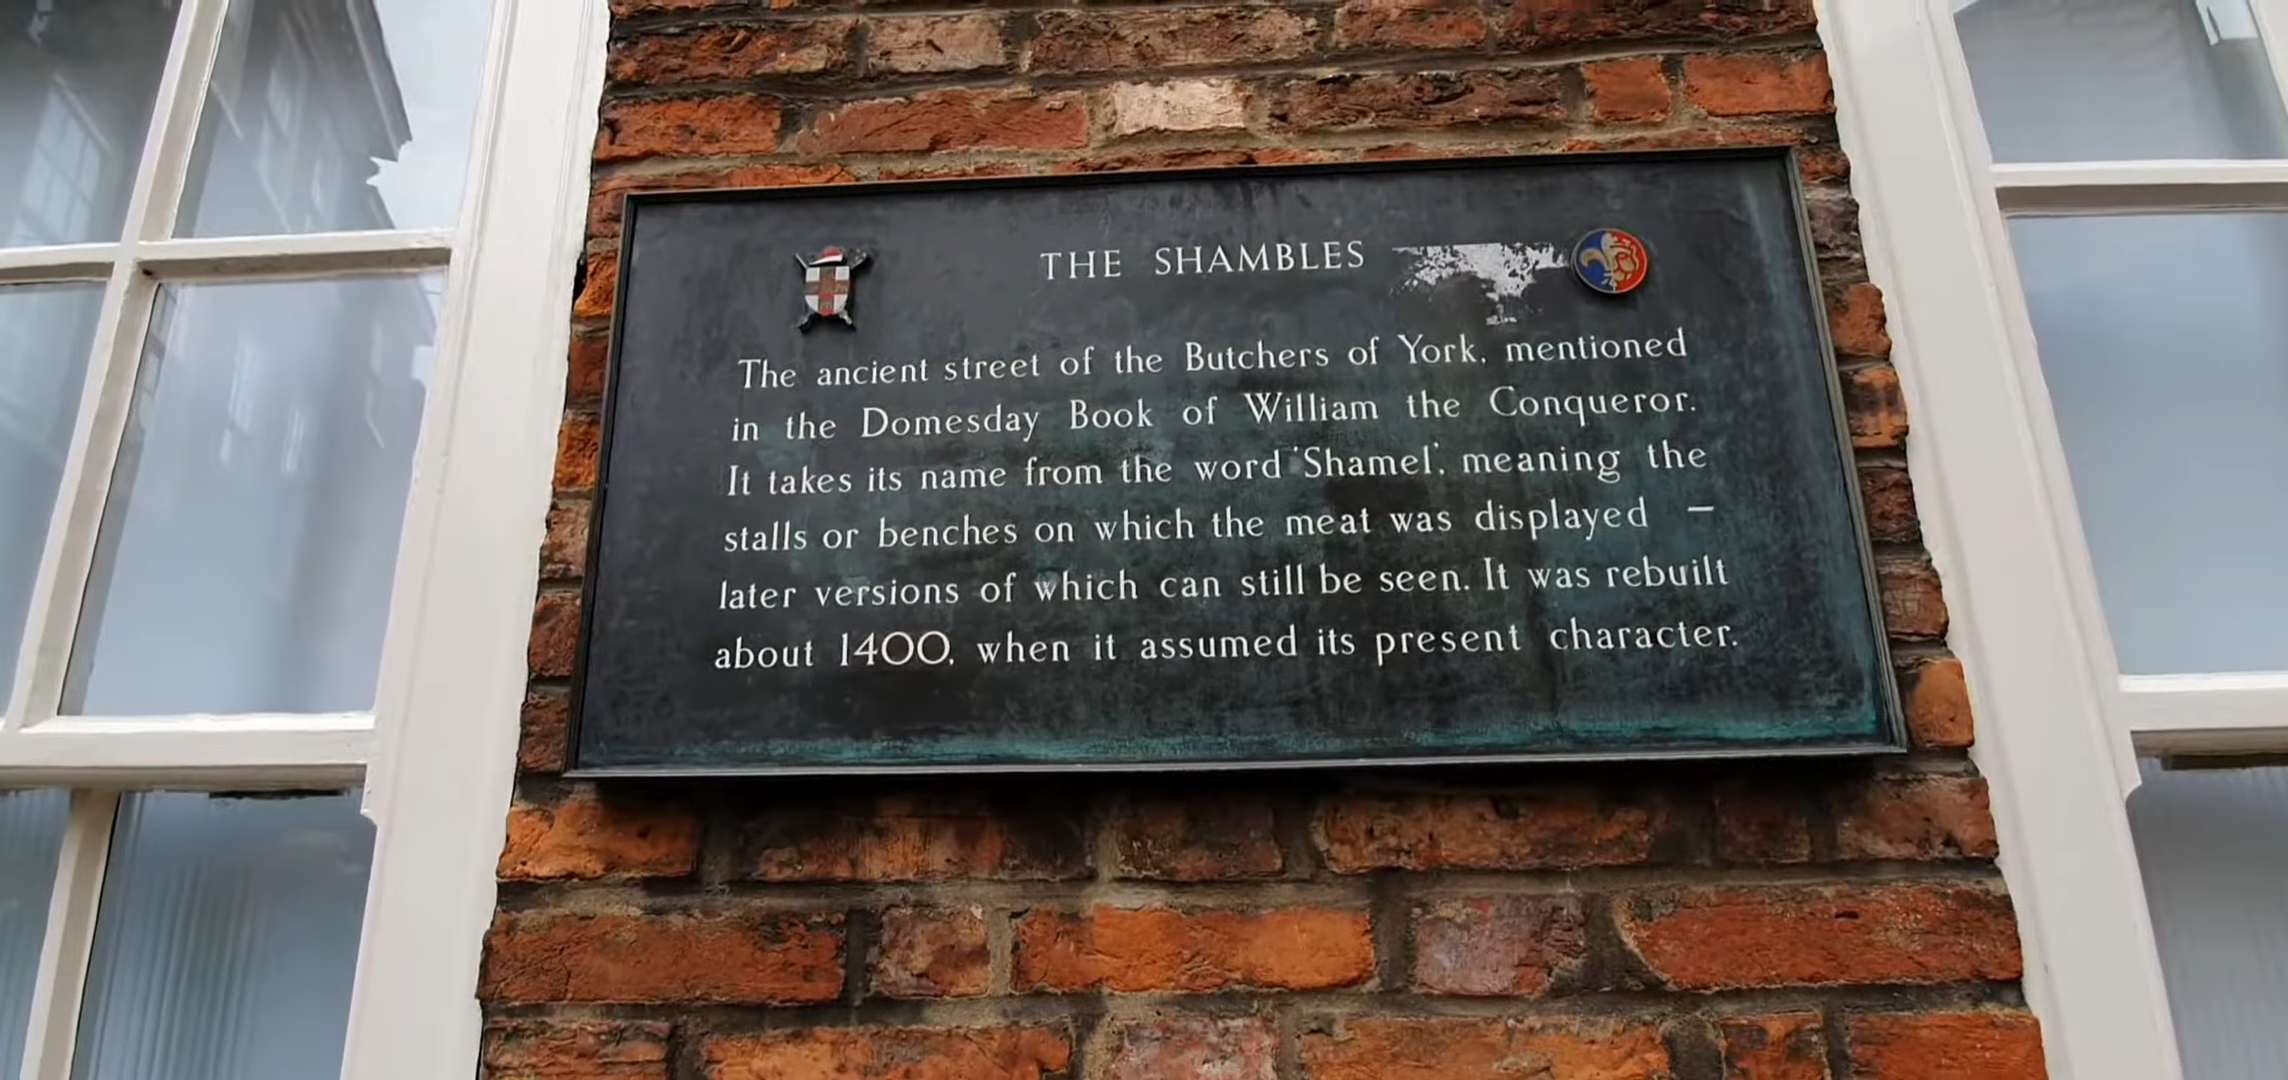 THE SHAMBLES
The ancient street of the Butchers of York, mentioned
in the Domesday Book of William the Conqueror.
It takes its name from the word 'Shamel', meaning the
stalls or benches on which the meat was displayed –
later versions of which can still be seen. It was rebuilt
about 1400, when it assumed its present character.